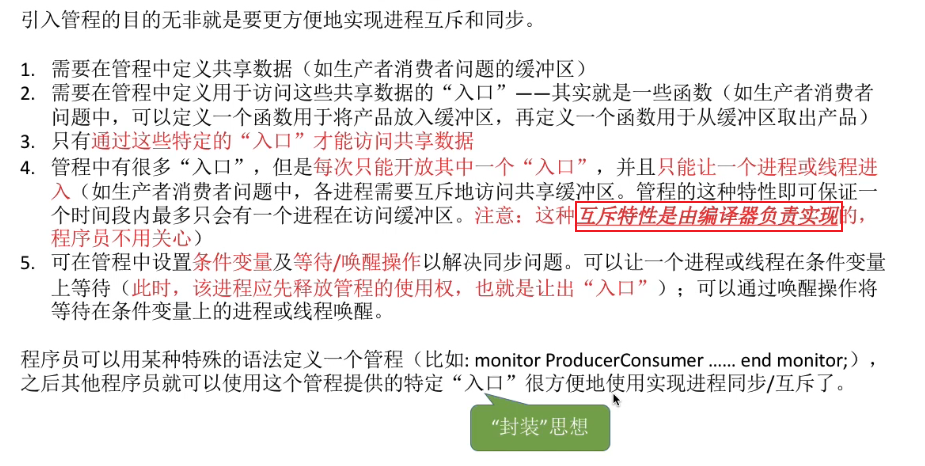 引入管程的目的无非就是要更方便地实现进程互斥和同步。
1. 需要在管程中定义共享数据（如生产者消费者问题的缓冲区）
2. 需要在管程中定义用于访问这些共享数据的“入口”——其实就是一些函数（如生产者消费者
问题中，可以定义一个函数用于将产品放入缓冲区，再定义一个函数用于从缓冲区取出产品）
3. 只有通过这些特定的“入口”才能访问共享数据
4. 管程中有很多“入口”，但是每次只能开放其中一个“入口”，并且只能让一个进程或线程进
入（如生产者消费者问题中，各进程需要互斥地访问共享缓冲区。管程的这种特性即可保证一
个时间段内最多只会有一个进程在访问缓冲区。注意：这种互斥特性是由编译器负责实现的，
程序员不用关心）
5. 可在管程中设置条件变量及等待/唤醒操作以解决同步问题。可以让一个进程或线程在条件变量
上等待（此时，该进程应先释放管程的使用权，也就是让出“入口”）；可以通过唤醒操作将
等待在条件变量上的进程或线程唤醒。
程序员可以用某种特殊的语法定义一个管程（比如: monitor ProducerConsumer …… end monitor;），
之后其他程序员就可以使用这个管程提供的特定“入口”很方便地使用实现进程同步/互斥了。
“封装”思想